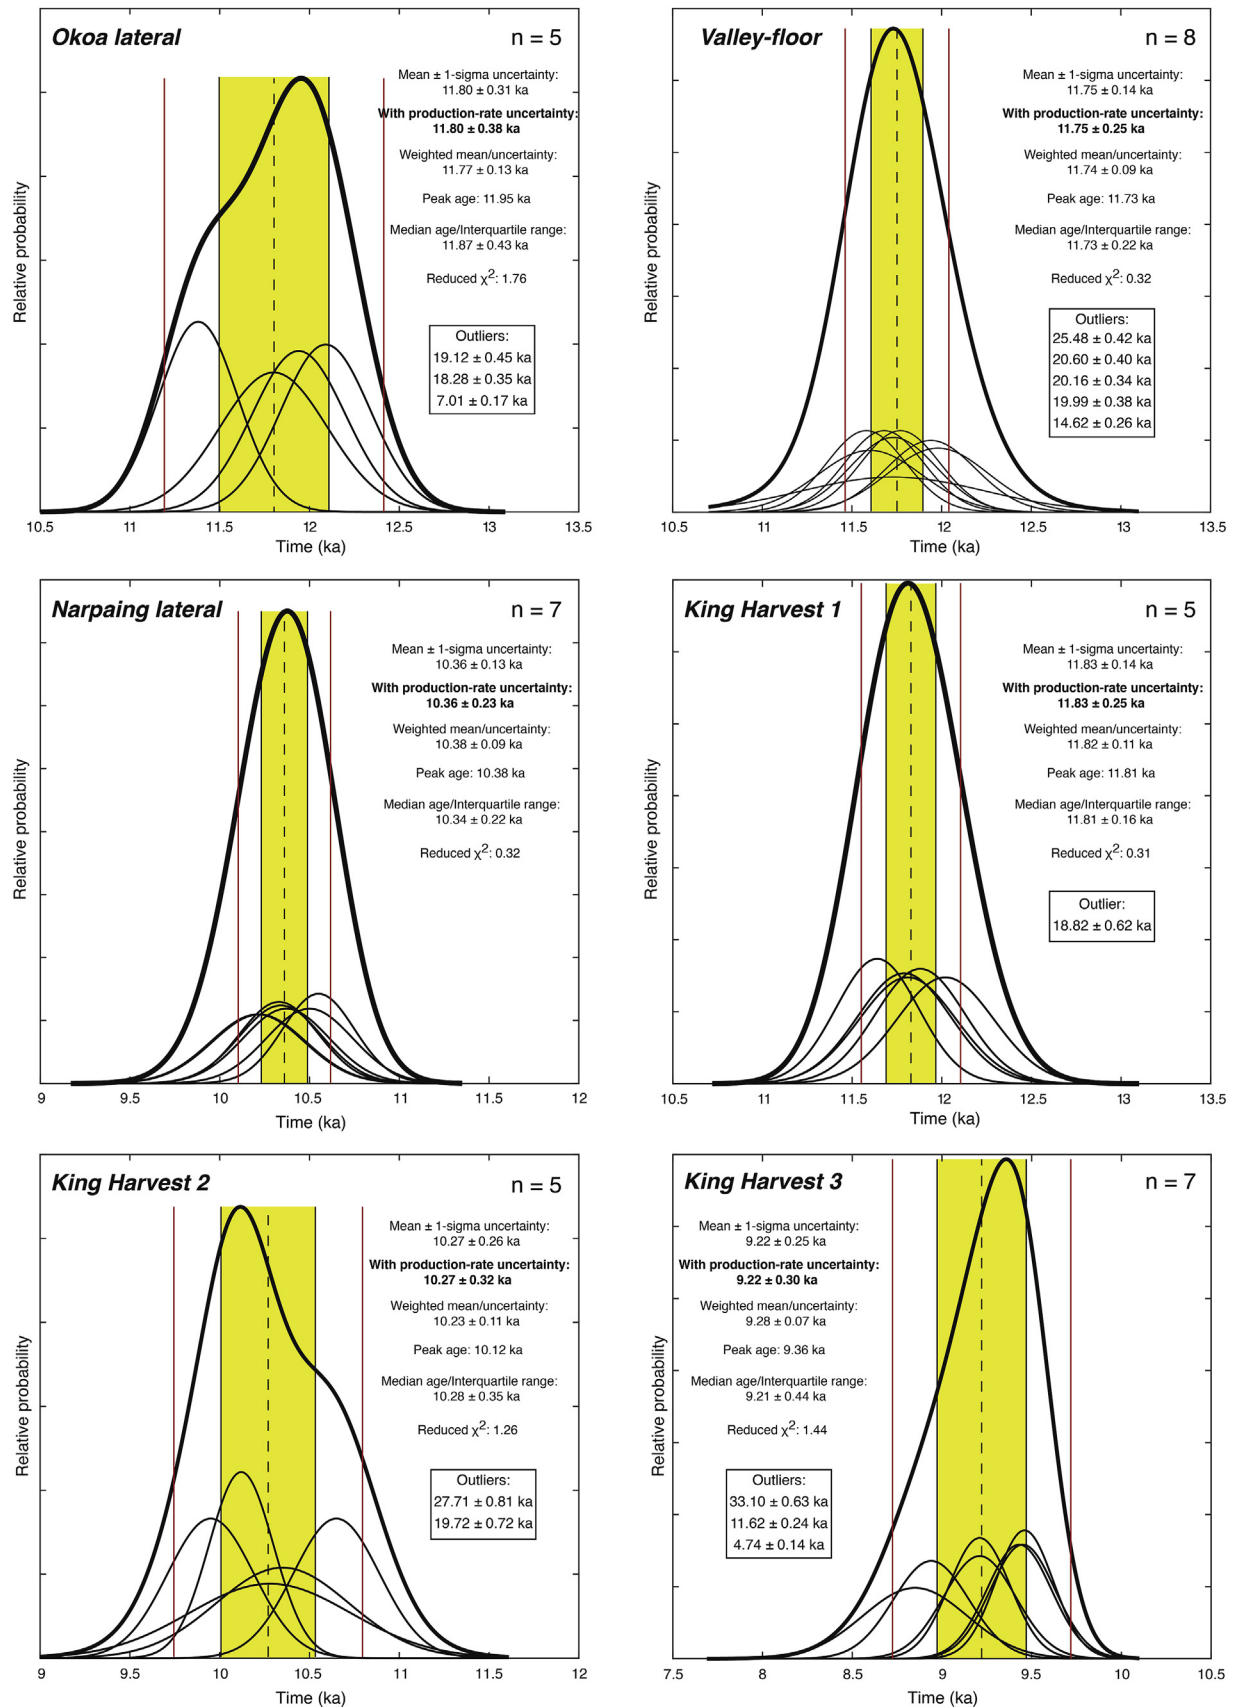 Okoa lateral
n = 5
Mean ± 1-sigma uncertainty:
11.80 ± 0.31 ka
With production-rate uncertainty:
11.80 ± 0.38 ka
Weighted mean/uncertainty:
11.77 ± 0.13 ka
Peak age: 11.95 ka
Median age/Interquartile range:
11.87 ± 0.43 ka
Reduced χ2: 1.76
Outliers:
19.12 ± 0.45 ka
18.28 ± 0.35 ka
7.01 ± 0.17 ka
Relative probability
10.5 11 11.5 12 12.5 13 13.5
Time (ka)
Valley-floor
n = 8
Mean ± 1-sigma uncertainty:
11.75 ± 0.14 ka
With production-rate uncertainty:
11.75 ± 0.25 ka
Weighted mean/uncertainty:
11.74 ± 0.09 ka
Peak age: 11.73 ka
Median age/Interquartile range:
11.73 ± 0.22 ka
Reduced χ2: 0.32
Outliers:
25.48 ± 0.42 ka
20.60 ± 0.40 ka
20.16 ± 0.34 ka
19.99 ± 0.38 ka
14.62 ± 0.26 ka
Relative probability
10.5 11 11.5 12 12.5 13 13.5
Time (ka)
Narpaing lateral
n = 7
Mean ± 1-sigma uncertainty:
10.36 ± 0.13 ka
With production-rate uncertainty:
10.36 ± 0.23 ka
Weighted mean/uncertainty:
10.38 ± 0.09 ka
Peak age: 10.38 ka
Median age/Interquartile range:
10.34 ± 0.22 ka
Reduced χ2: 0.32
Relative probability
9 9.5 10 10.5 11 11.5 12
Time (ka)
King Harvest 1
n = 5
Mean ± 1-sigma uncertainty:
11.83 ± 0.14 ka
With production-rate uncertainty:
11.83 ± 0.25 ka
Weighted mean/uncertainty:
11.82 ± 0.11 ka
Peak age: 11.81 ka
Median age/Interquartile range:
11.81 ± 0.16 ka
Reduced χ2: 0.31
Outlier:
18.82 ± 0.62 ka
Relative probability
10.5 11 11.5 12 12.5 13 13.5
Time (ka)
King Harvest 2
n = 5
Mean ± 1-sigma uncertainty:
10.27 ± 0.26 ka
With production-rate uncertainty:
10.27 ± 0.32 ka
Weighted mean/uncertainty:
10.23 ± 0.11 ka
Peak age: 10.12 ka
Median age/Interquartile range:
10.28 ± 0.35 ka
Reduced χ2: 1.26
Outliers:
27.71 ± 0.81 ka
19.72 ± 0.72 ka
Relative probability
9 9.5 10 10.5 11 11.5 12
Time (ka)
King Harvest 3
n = 7
Mean ± 1-sigma uncertainty:
9.22 ± 0.25 ka
With production-rate uncertainty:
9.22 ± 0.30 ka
Weighted mean/uncertainty:
9.28 ± 0.07 ka
Peak age: 9.36 ka
Median age/Interquartile range:
9.21 ± 0.44 ka
Reduced χ2: 1.44
Outliers:
33.10 ± 0.63 ka
11.62 ± 0.24 ka
4.74 ± 0.14 ka
Relative probability
7.5 8 8.5 9 9.5 10 10.5
Time (ka)